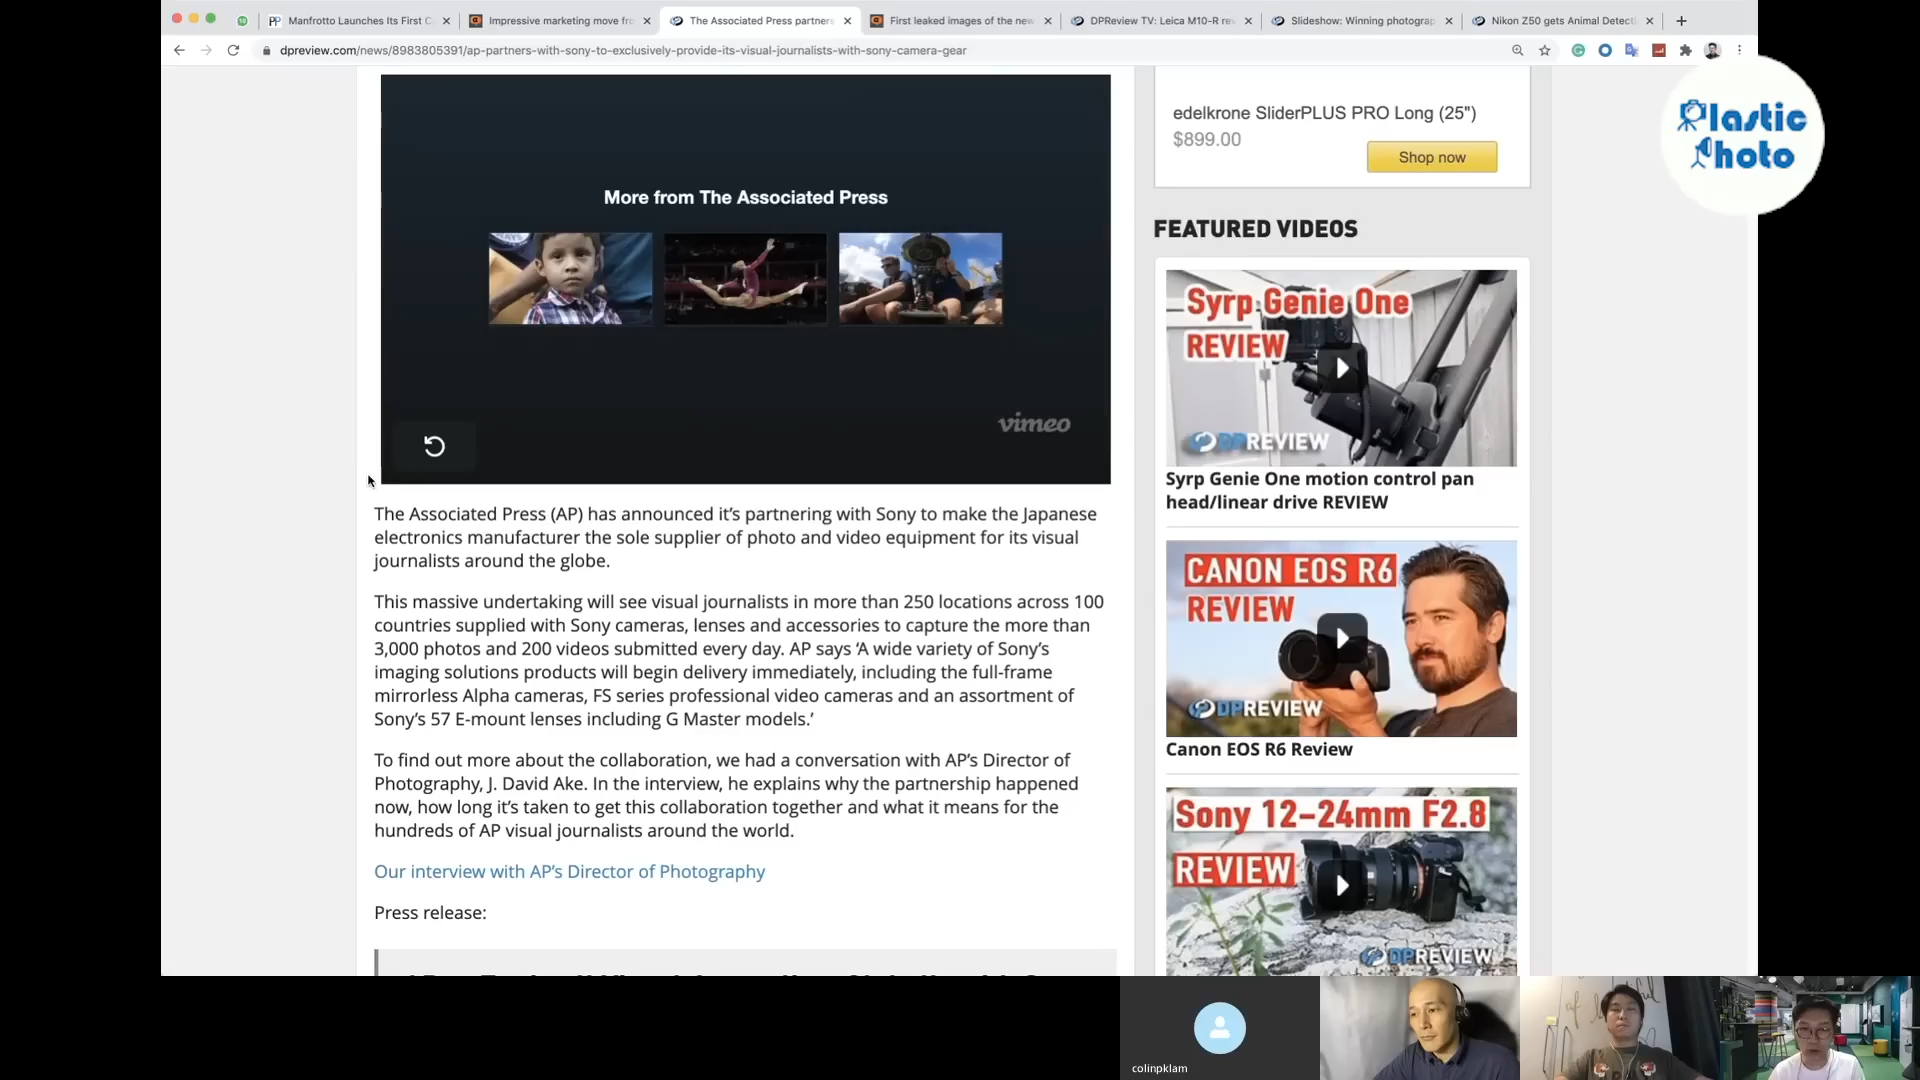 Manfrotto Launches Its First C
Impressive marketing move fro
The Associated Press partners
First leaked images of the new
DPReview TV: Leica M10-R rev
Slideshow: Winning photograp
Nikon Z50 gets Animal Detecti
dpreview.com/news/8983805391/ap-partners-with-sony-to-exclusively-provide-its-visual-journalists-with-sony-camera-gear
Plastic
Photo
More from The Associated Press
vimeo
The Associated Press (AP) has announced it's partnering with Sony to make the Japanese
electronics manufacturer the sole supplier of photo and video equipment for its visual
journalists around the globe.
This massive undertaking will see visual journalists in more than 250 locations across 100
countries supplied with Sony cameras, lenses and accessories to capture the more than
3,000 photos and 200 videos submitted every day. AP says ‘A wide variety of Sony's
imaging solutions products will begin delivery immediately, including the full-frame
mirrorless Alpha cameras, FS series professional video cameras and an assortment of
Sony's 57 E-mount lenses including G Master models.’
To find out more about the collaboration, we had a conversation with AP's Director of
Photography, J. David Ake. In the interview, he explains why the partnership happened
now, how long it's taken to get this collaboration together and what it means for the
hundreds of AP visual journalists around the world.
Our interview with AP's Director of Photography
Press release:
edelkrone SliderPLUS PRO Long (25")
$899.00
Shop now
FEATURED VIDEOS
Syrp Genie One
REVIEW
DPREVIEW
Syrp Genie One motion control pan
head/linear drive REVIEW
CANON EOS R6
REVIEW
DPREVIEW
Canon EOS R6 Review
Sony 12-24mm F2.8
REVIEW
DPREVIEW
colinpklam